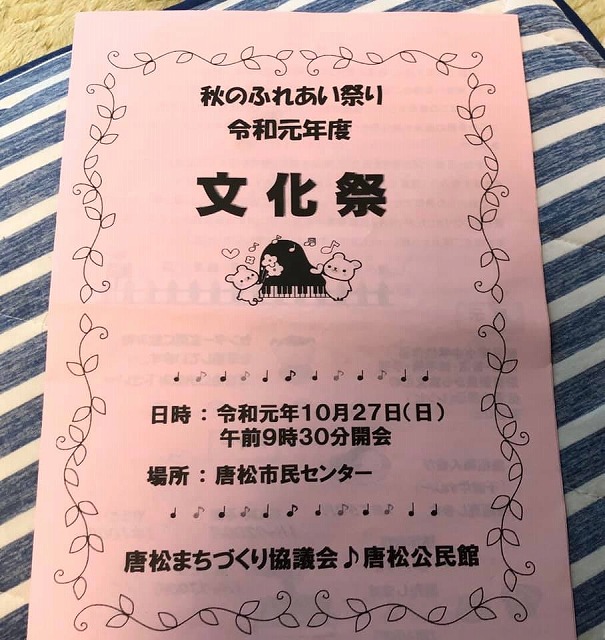 秋のふれあい祭り
令和元年度
文化祭
日時：令和元年10月27日(日)
午前9時30分開会
場所：唐松市民センター
唐松まちづくり協議会♪唐松公民館